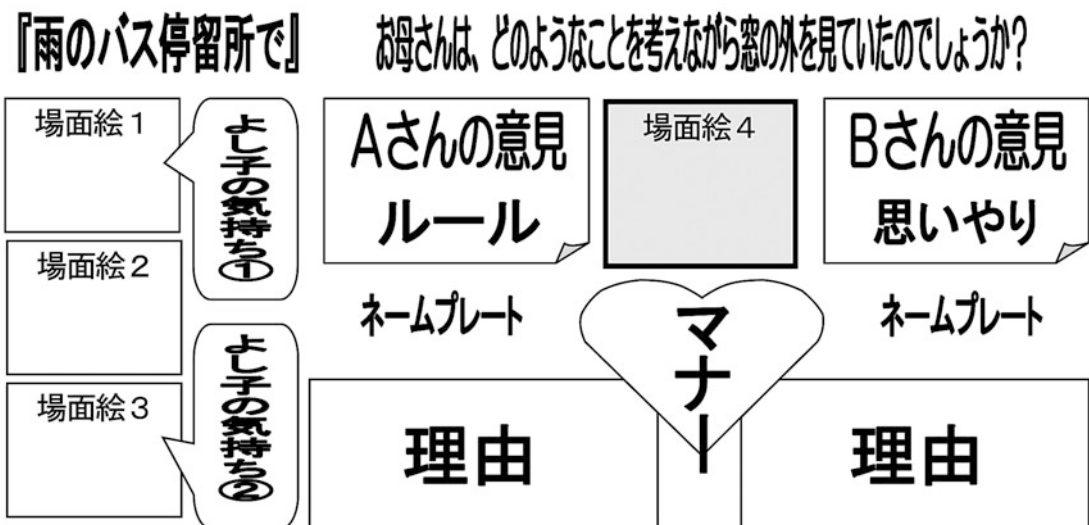 『雨のバス停留所で』
お母さんは、どのようなことを考えながら窓の外を見ていたのでしょうか？
場面絵１
よし子の気持ち①
場面絵２
場面絵３
よし子の気持ち②
Aさんの意見
ルール
ネームプレート
理由
場面絵４
マナー
Bさんの意見
思いやり
ネームプレート
理由